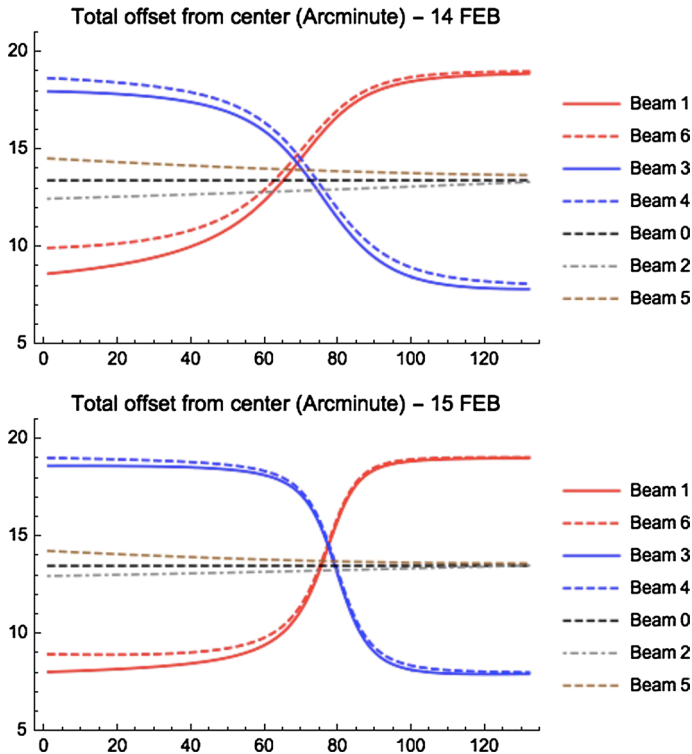 Total offset from center (Arcminute) – 14 FEB
20
15
10
5
0 20 40 60 80 100 120
Beam 1
Beam 6
Beam 3
Beam 4
Beam 0
Beam 2
Beam 5
Total offset from center (Arcminute) – 15 FEB
20
15
10
5
0 20 40 60 80 100 120
Beam 1
Beam 6
Beam 3
Beam 4
Beam 0
Beam 2
Beam 5